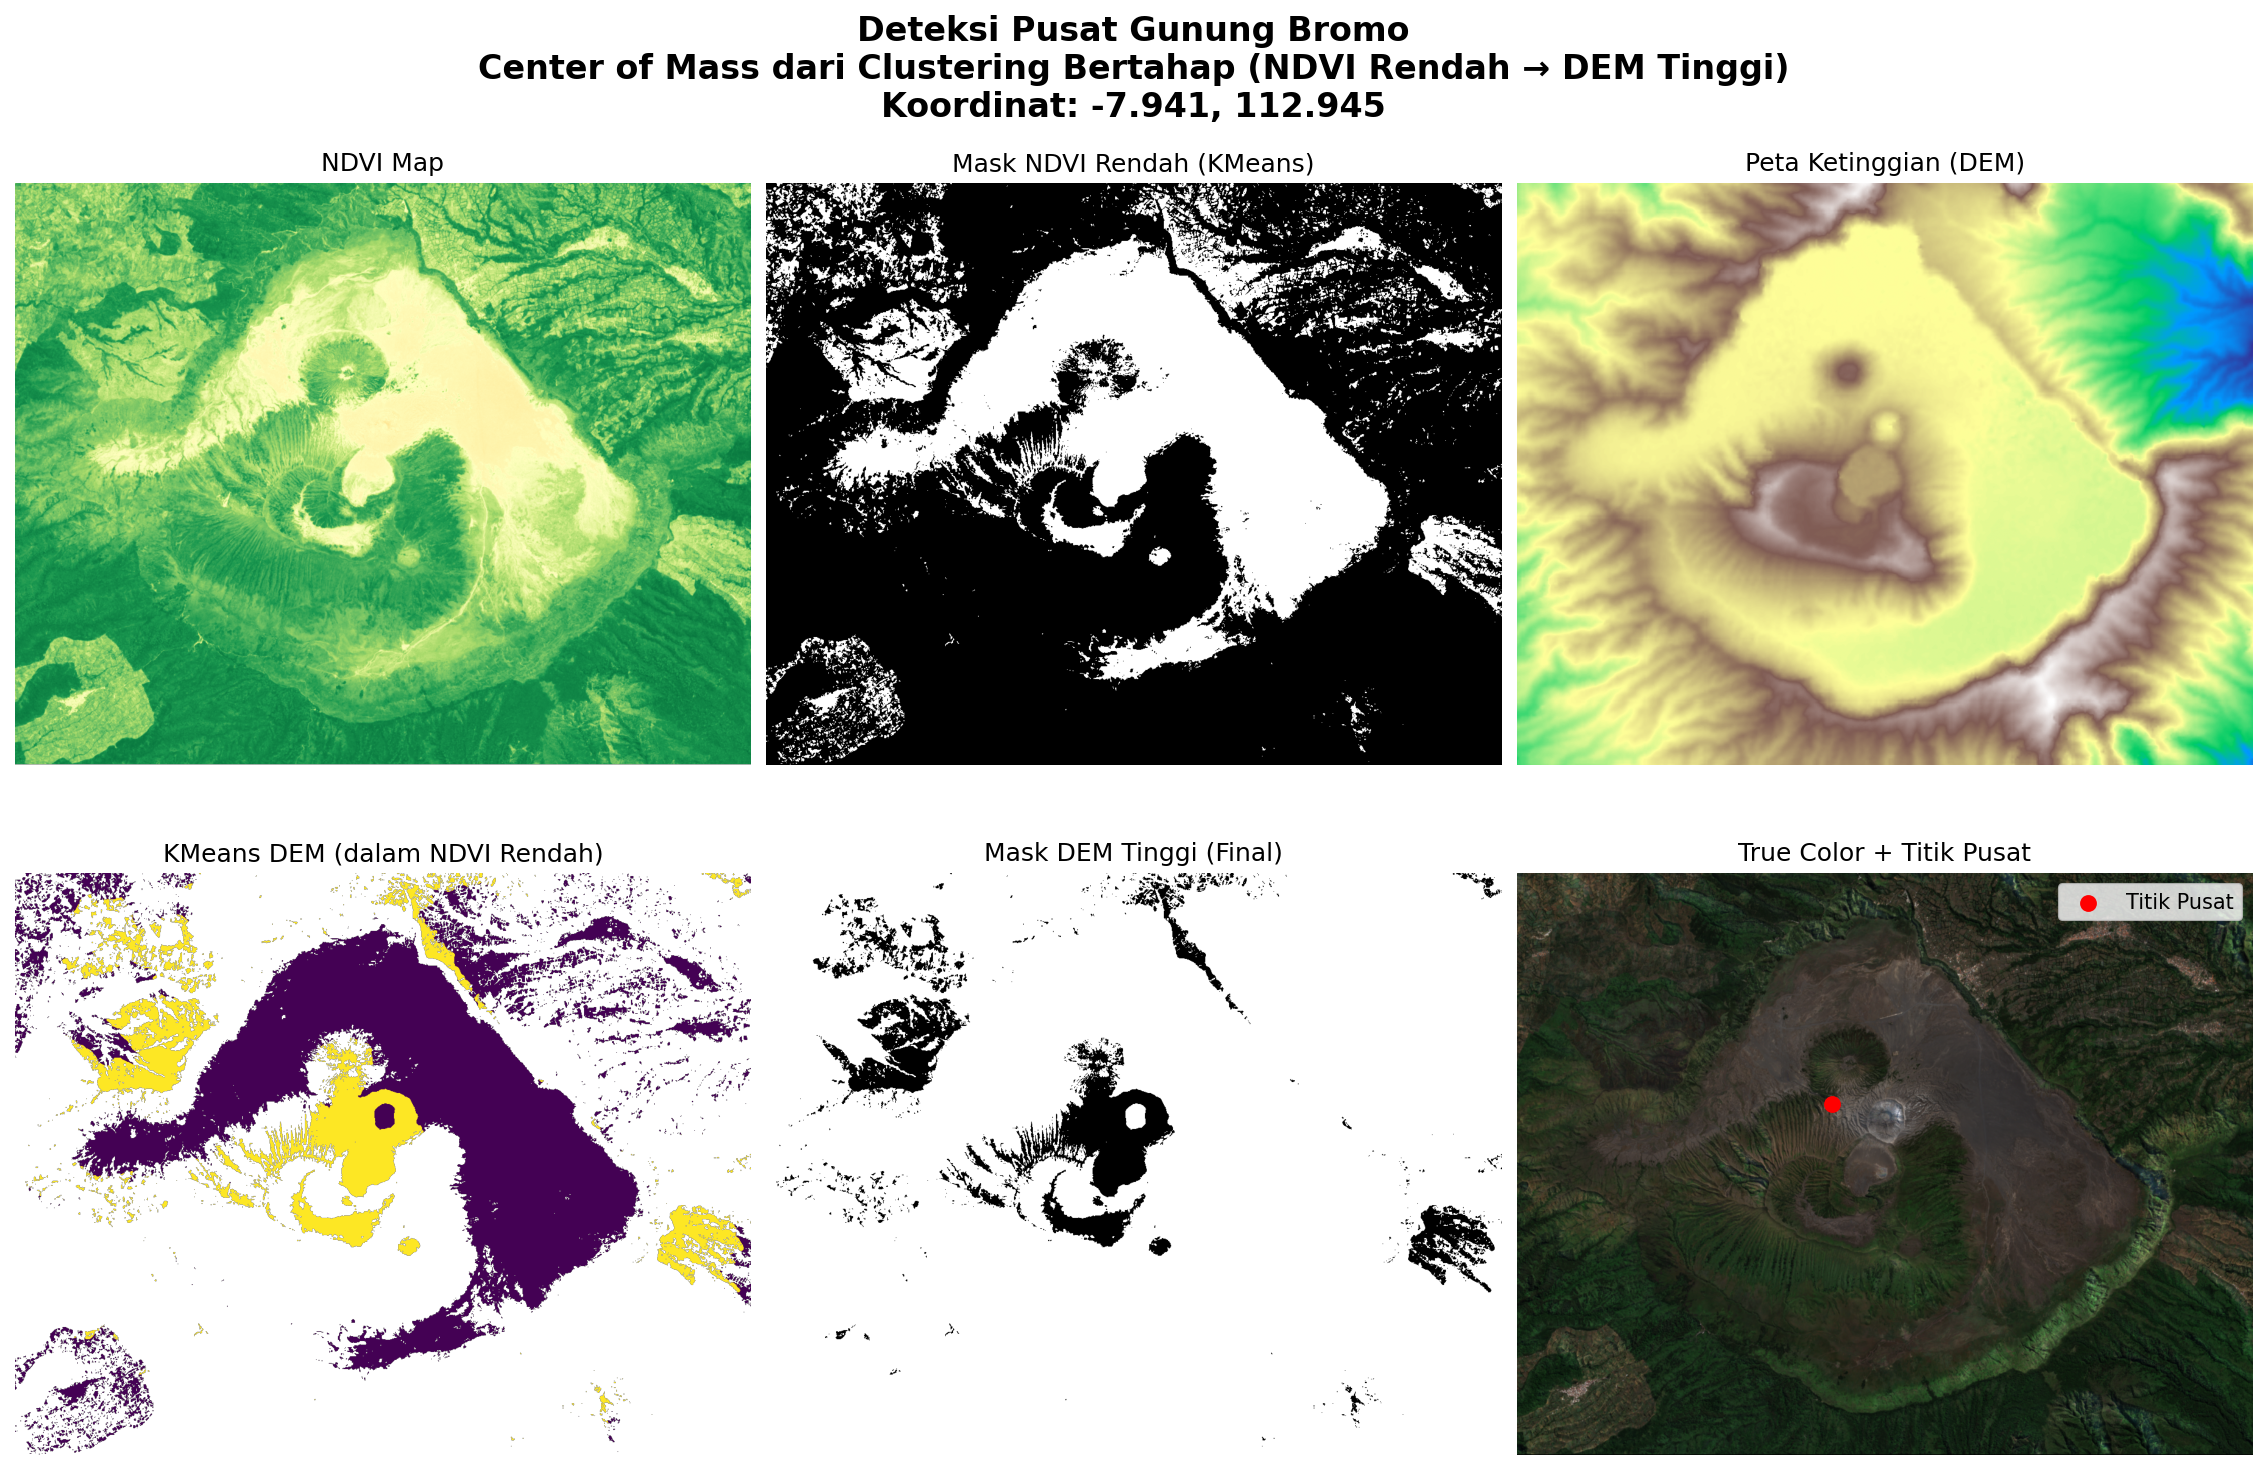 Deteksi Pusat Gunung Bromo
Center of Mass dari Clustering Bertahap (NDVI Rendah → DEM Tinggi)
Koordinat: -7.941, 112.945
NDVI Map
Mask NDVI Rendah (KMeans)
Peta Ketinggian (DEM)
KMeans DEM (dalam NDVI Rendah)
Mask DEM Tinggi (Final)
True Color + Titik Pusat
Titik Pusat